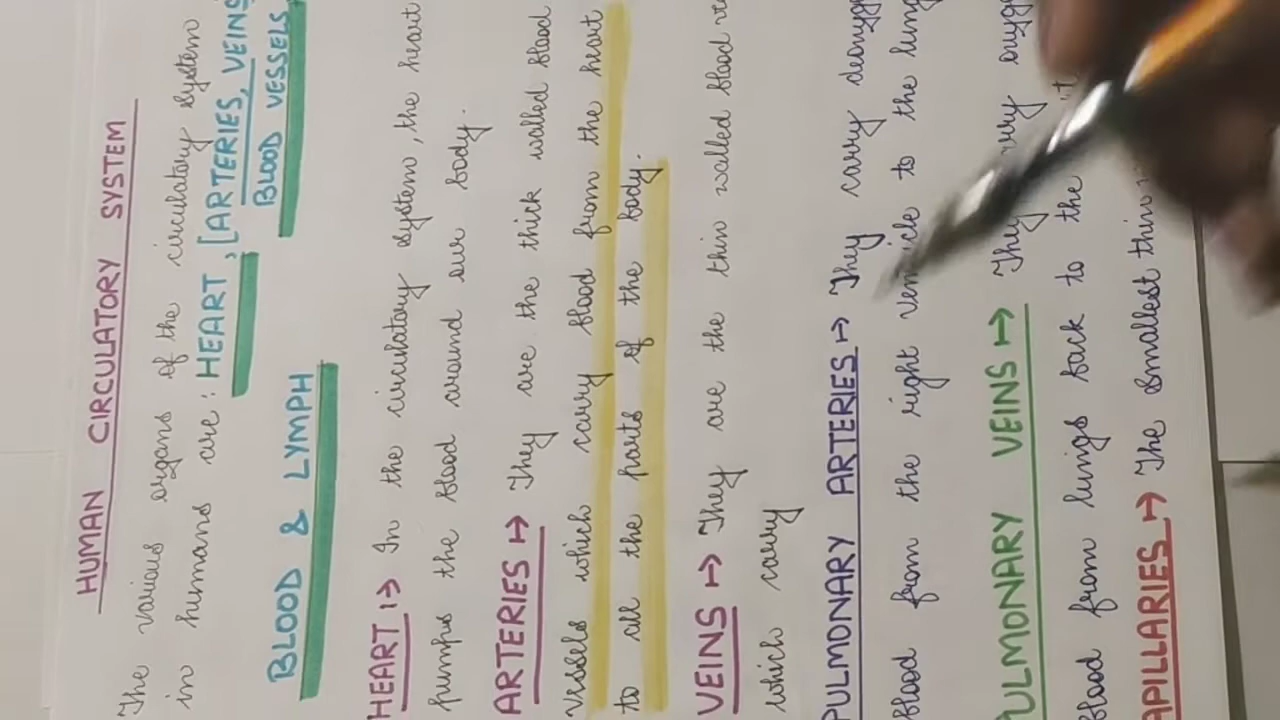 HUMAN CIRCULATORY SYSTEM
The various organs of the circulatory system
in humans are : HEART , [ARTERIES, VEINS
BLOOD VESSELS
BLOOD & LYMPH
HEART :→ In the circulatory system, the heart
pumps the blood around our body.
ARTERIES ↦ They are the thick walled blood
vessels which carry blood from the heart
to all the parts of the body.
VEINS ↦ They are the thin walled blood
which carry
PULMONARY ARTERIES ↦ They carry
blood from the right to the
ULMONARY VEINS ↦
blood from lungs back to the
APILLARIES ↦ The smallest thin